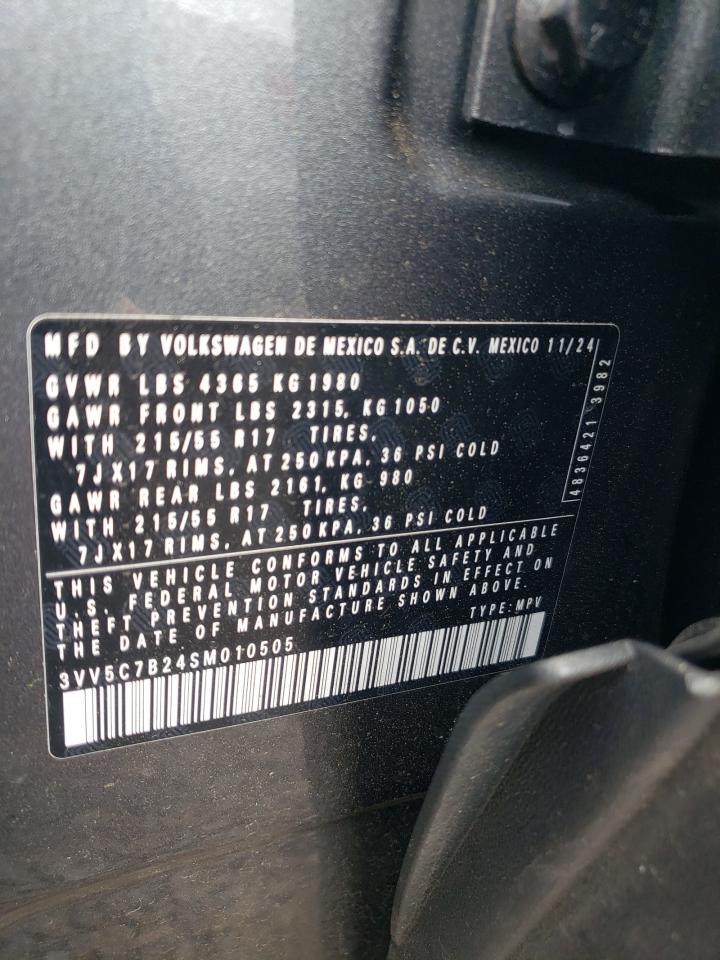 MFD BY VOLKSWAGEN DE MEXICO S.A. DE C.V. MEXICO 11/24
GVWR LBS 4365 KG 1980
GAWR FRONT LBS 2315, KG 1050
WITH 215/55 R17 TIRES,
7JX17 RIMS, AT 250KPA, 36 PSI COLD
GAWR REAR LBS 2161, KG 980
WITH 215/55 R17 TIRES,
7JX17 RIMS, AT 250KPA, 36 PSI COLD
4836421 3982
THIS VEHICLE CONFORMS TO ALL APPLICABLE
U.S. FEDERAL MOTOR VEHICLE SAFETY AND
THEFT PREVENTION STANDARDS IN EFFECT ON
THE DATE OF MANUFACTURE SHOWN ABOVE.
TYPE: MPV
3VV5C7B24SM010505